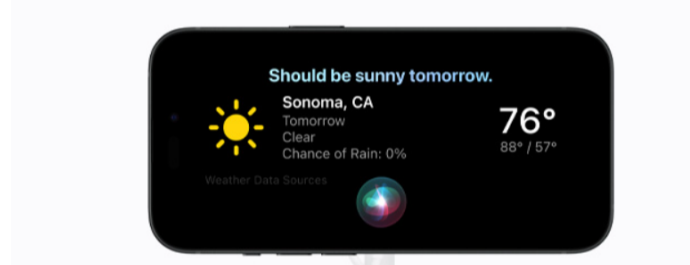 Should be sunny tomorrow.
Sonoma, CA
Tomorrow
Clear
Chance of Rain: 0%
76°
88° / 57°
Weather Data Sources